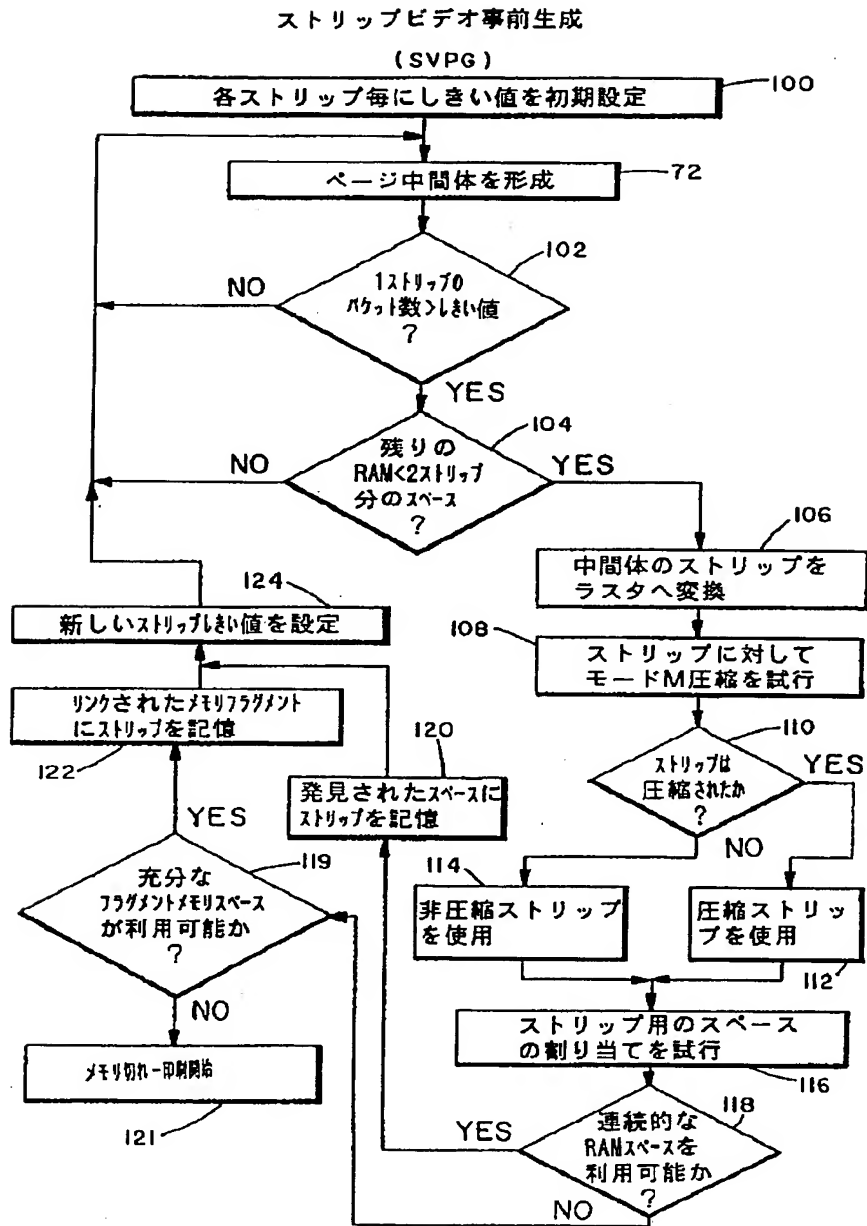 ストリップビデオ事前生成
(SVPG)
各ストリップ毎にしきい値を初期設定
100
ページ中間体を形成
72
102
1ストリップの
パケット数>しきい値
?
NO
YES
104
残りの
RAM<2ストリップ
分のスペース
?
NO
YES
106
中間体のストリップを
ラスタへ変換
108
ストリップに対して
モードM圧縮を試行
110
ストリップは
圧縮されたか
?
YES
NO
114
非圧縮ストリップ
を使用
圧縮ストリッ
プを使用
112
ストリップ用のスペース
の割り当てを試行
116
118
連続的な
RAMスペースを
利用可能か
?
YES
NO
120
発見されたスペースに
ストリップを記憶
124
新しいストリップしきい値を設定
リンクされたメモリフラグメント
にストリップを記憶
122
YES
119
充分な
フラグメントメモリスペース
が利用可能か
?
NO
メモリ切れー印刷開始
121